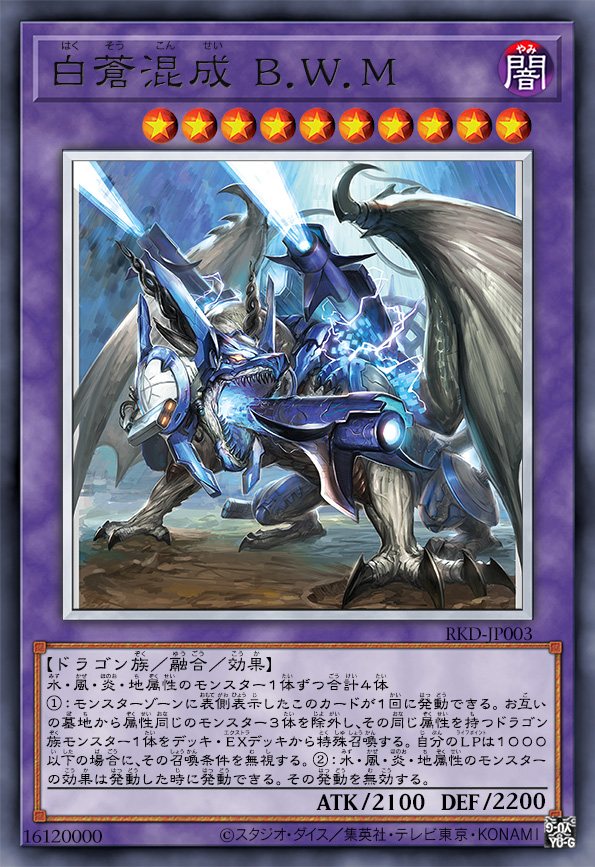 はく そう こん せい
白蒼混成 B.W.M
やみ
闇
RKD-JP003
【ドラゴン族／融合／効果】
水・風・炎・地属性のモンスター1体ずつ合計4体
①：モンスターゾーンに表側表示したこのカードが1回に発動できる。お互い
の墓地から属性同じのモンスター3体を除外し、その同じ属性を持つドラゴン
族モンスター1体をデッキ・EXデッキから特殊召喚する。自分のLPは1000
以下の場合に、その召喚条件を無視する。②：水・風・炎・地属性のモンスター
の効果は発動した時に発動できる。その発動を無効する。
ATK/2100 DEF/2200
16120000
©スタジオ・ダイス／集英社・テレビ東京・KONAMI